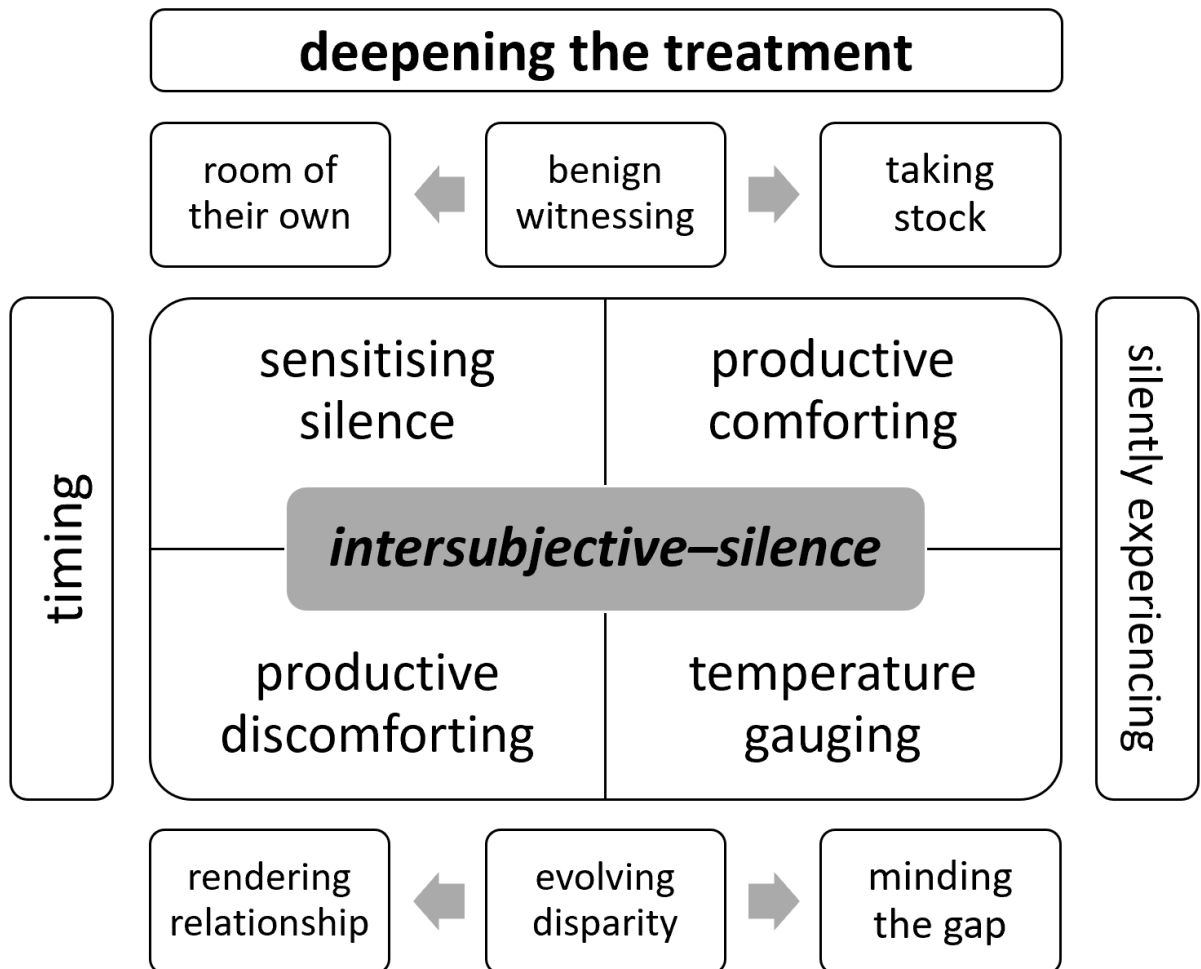 deepening the treatment
room of
their own
benign
witnessing
taking
stock
timing
sensitising
silence
productive
comforting
intersubjective–silence
productive
discomforting
temperature
gauging
silently experiencing
rendering
relationship
evolving
disparity
minding
the gap